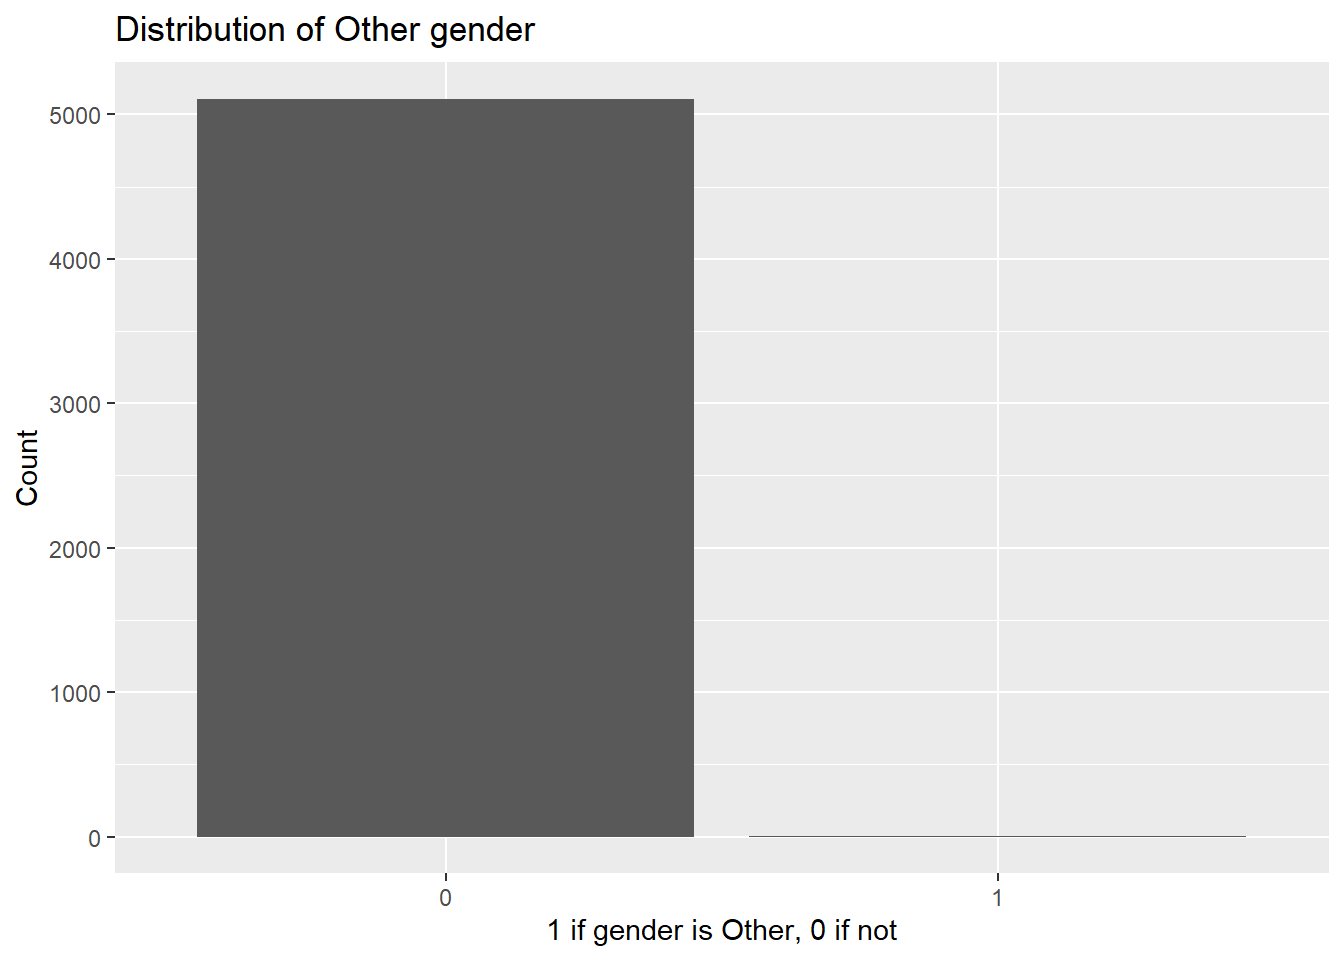 Distribution of Other gender
5000
4000
3000
2000
1000
0
Count
0 1
1 if gender is Other, 0 if not